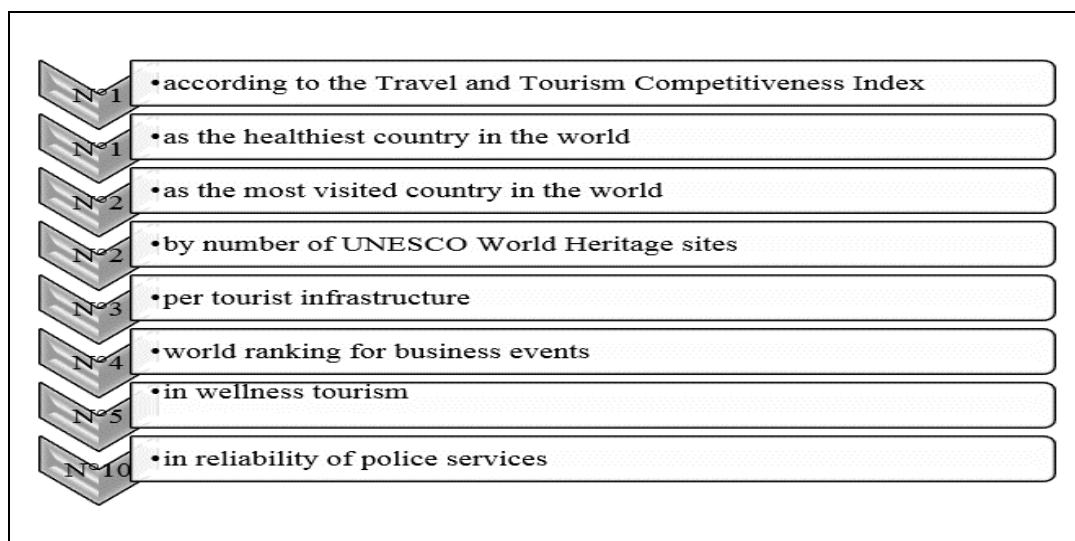 N°1 •according to the Travel and Tourism Competitiveness Index
N°1 •as the healthiest country in the world
N°2 •as the most visited country in the world
N°2 •by number of UNESCO World Heritage sites
N°3 •per tourist infrastructure
N°4 •world ranking for business events
N°5 •in wellness tourism
N°10 •in reliability of police services